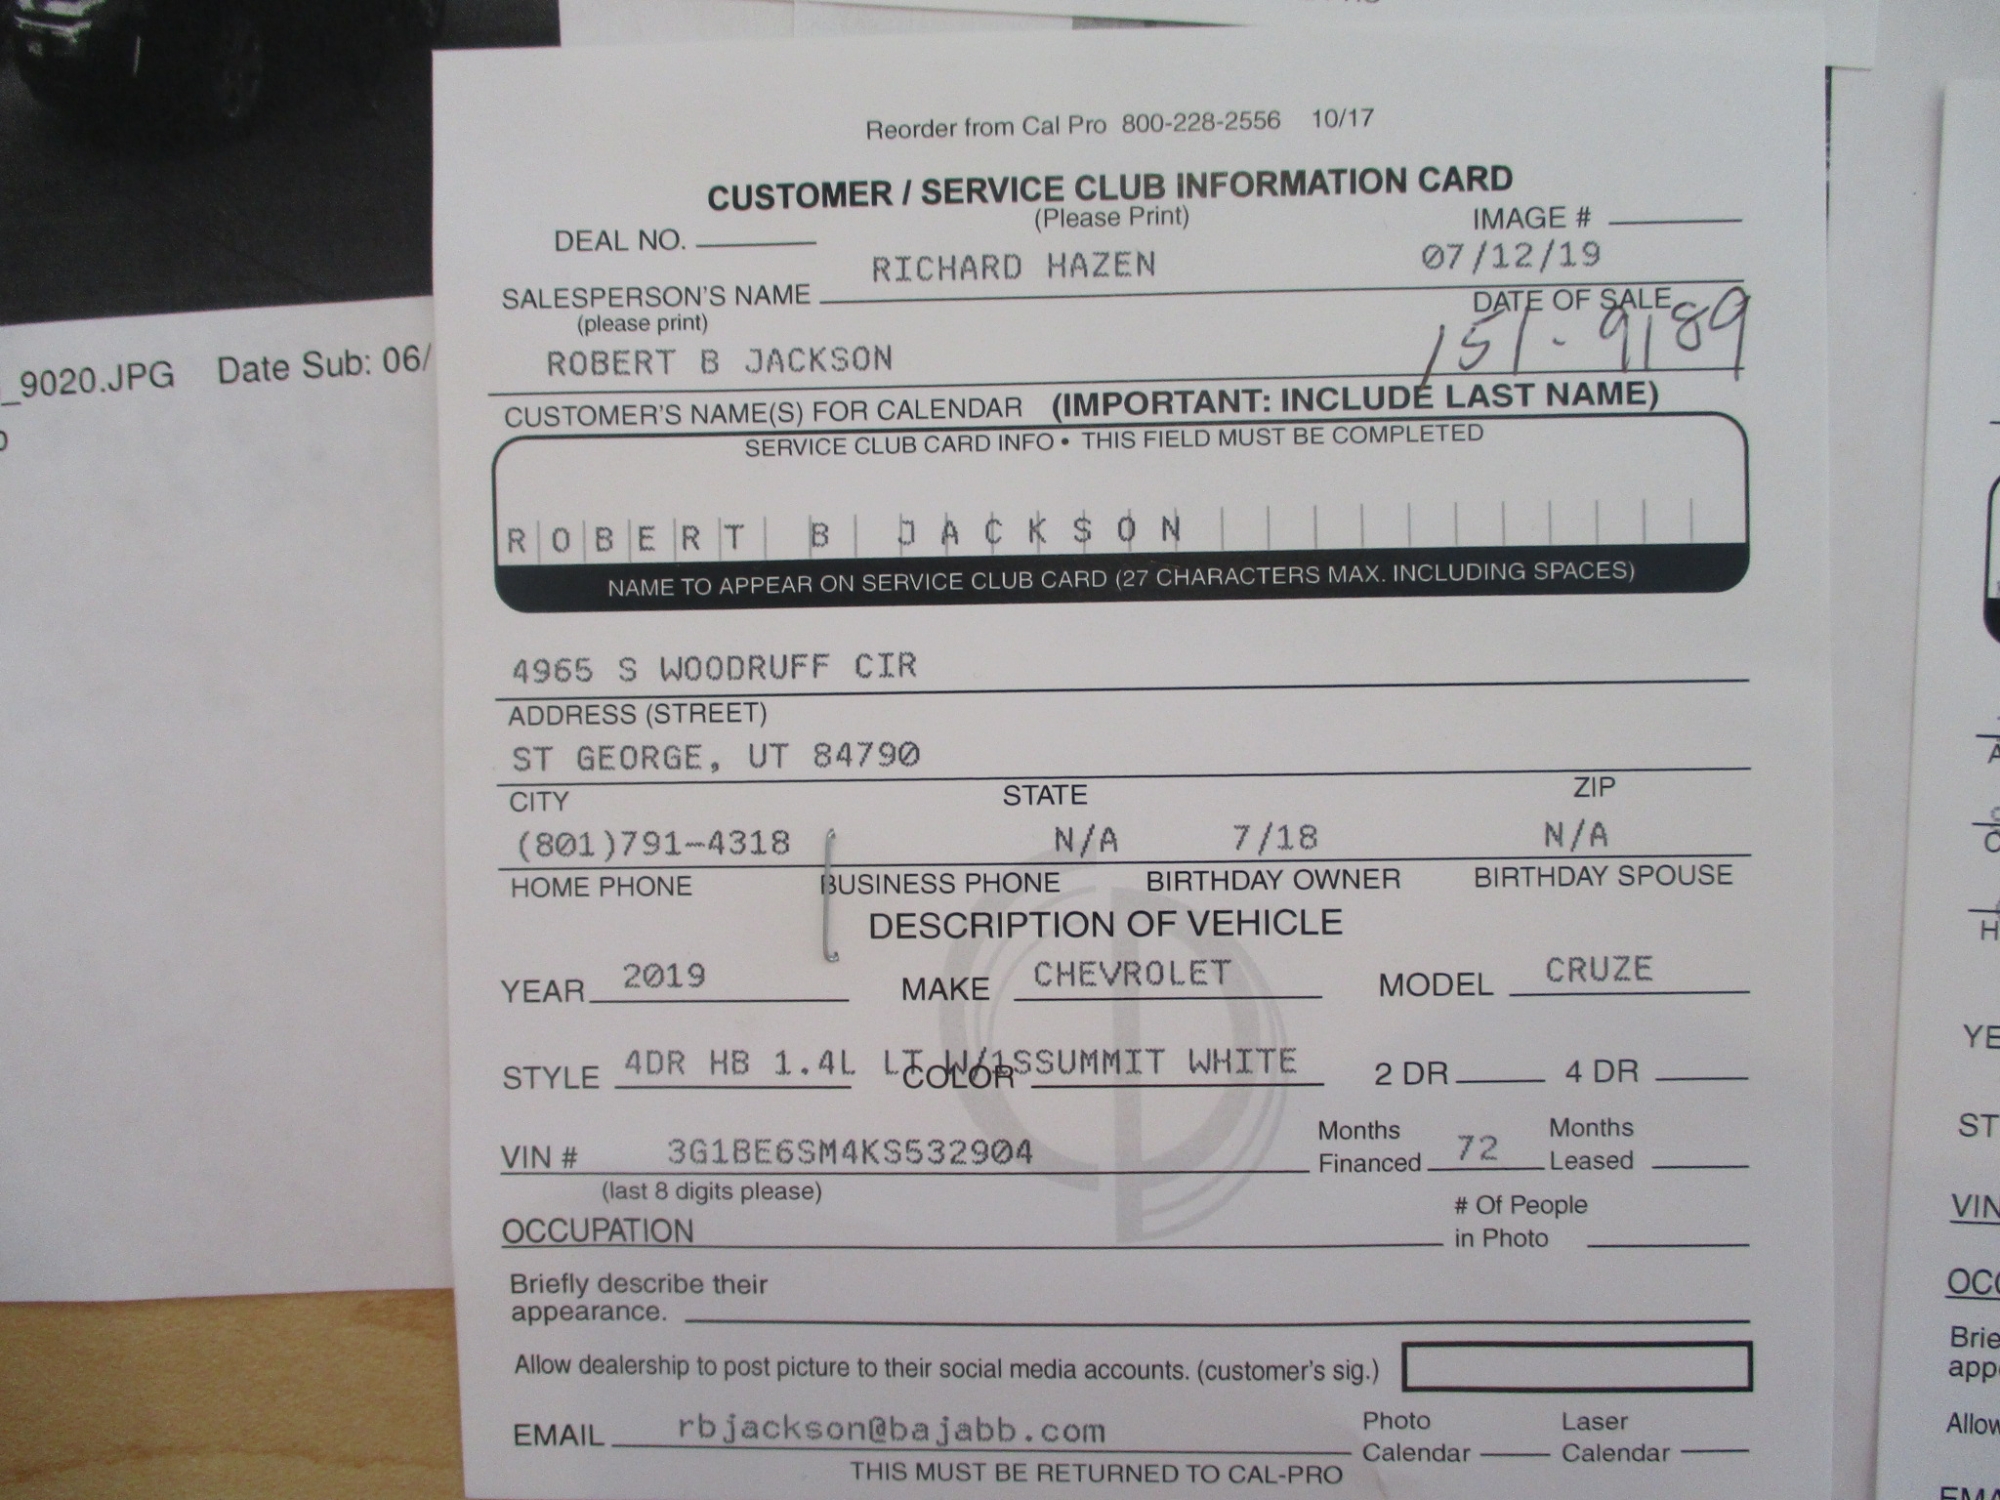 _9020.JPG Date Sub: 06/
Reorder from Cal Pro 800-228-2556 10/17
CUSTOMER / SERVICE CLUB INFORMATION CARD
(Please Print)
DEAL NO. IMAGE #
RICHARD HAZEN 07/12/19
SALESPERSON'S NAME DATE OF SALE
(please print)
151-9189
ROBERT B JACKSON
CUSTOMER'S NAME(S) FOR CALENDAR (IMPORTANT: INCLUDE LAST NAME)
SERVICE CLUB CARD INFO • THIS FIELD MUST BE COMPLETED
ROBERT B JACKSON
NAME TO APPEAR ON SERVICE CLUB CARD (27 CHARACTERS MAX. INCLUDING SPACES)
4965 S WOODRUFF CIR
ADDRESS (STREET)
ST GEORGE, UT 84790
CITY STATE ZIP
(801)791-4318 N/A 7/18 N/A
HOME PHONE BUSINESS PHONE BIRTHDAY OWNER BIRTHDAY SPOUSE
DESCRIPTION OF VEHICLE
YEAR 2019 MAKE CHEVROLET MODEL CRUZE
STYLE 4DR HB 1.4L LT W/1SSUMMIT WHITE COLOR 2 DR 4 DR
VIN # 3G1BE6SM4KS532904 Months Financed 72 Months Leased
(last 8 digits please)
OCCUPATION # Of People in Photo
Briefly describe their
appearance.
Allow dealership to post picture to their social media accounts. (customer's sig.)
EMAIL rbjackson@bajabb.com Photo Calendar Laser Calendar
THIS MUST BE RETURNED TO CAL-PRO